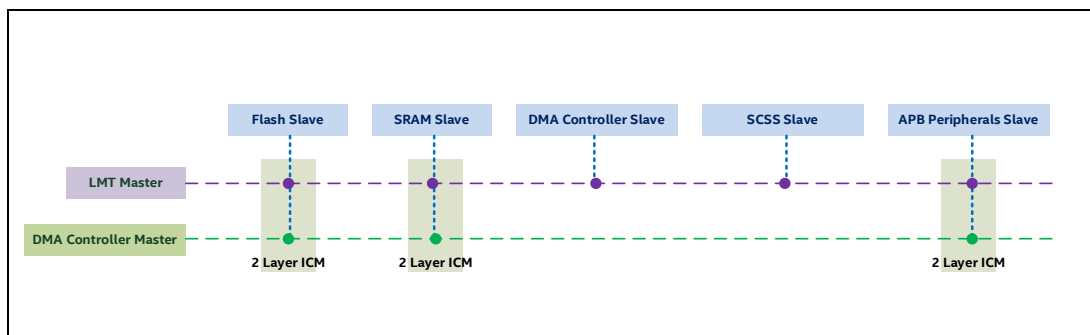 Flash Slave
SRAM Slave
DMA Controller Slave
SCSS Slave
APB Peripherals Slave
LMT Master
DMA Controller Master
2 Layer ICM
2 Layer ICM
2 Layer ICM